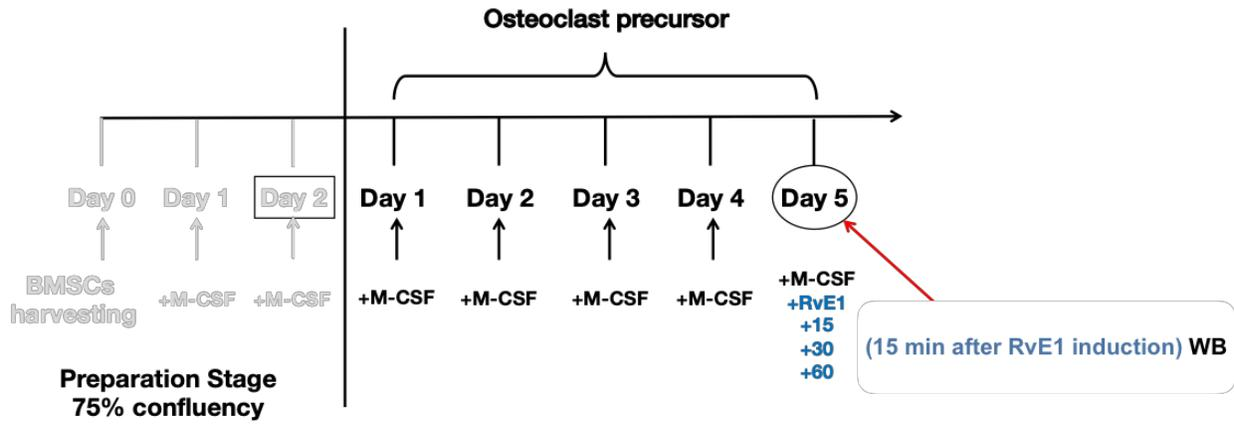 Osteoclast precursor
Day 0 Day 1 Day 2 Day 1 Day 2 Day 3 Day 4 Day 5
BMSCs
harvesting
+M-CSF +M-CSF +M-CSF +M-CSF +M-CSF +M-CSF
+M-CSF
+RvE1
+15
+30
+60
(15 min after RvE1 induction) WB
Preparation Stage
75% confluency